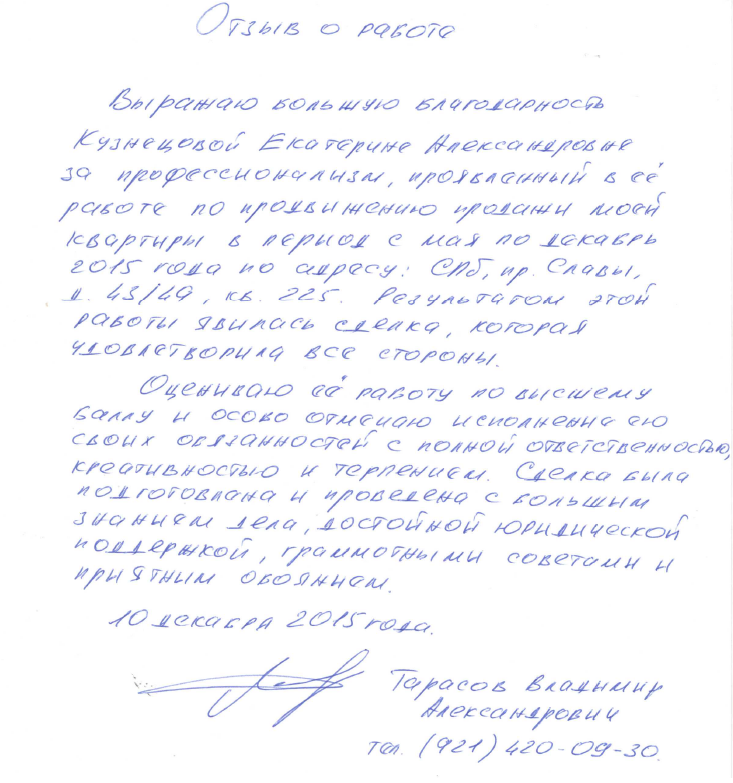 Отзыв о работе
Выражаю большую благодарность
Кузнецовой Екатерине Александровне
за профессионализм, проявленный в её
работе по продвижению продажи моей
квартиры в период с мая по декабрь
2015 года по адресу: СПб, пр. Славы,
д. 43/49, кв. 225. Результатом этой
работы явилась сделка, которая
удовлетворила все стороны.
Оцениваю её работу по высшему
баллу и особо отмечаю исполнение ею
своих обязанностей с полной ответственностью,
креативностью и терпением. Сделка была
подготовлена и проведена с большим
знанием дела, достойной юридической
поддержкой, грамотными советами и
приятным обоянием.
10 декабря 2015 года.
Тарасов Владимир
Александрович
тел. (921) 420-09-30.